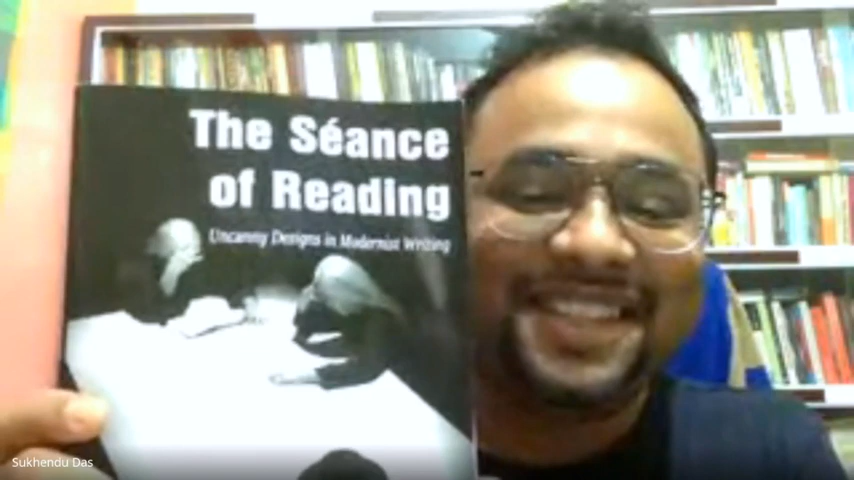 The Séance
of Reading
Uncanny Designs in Modernist Writing
Sukhendu Das